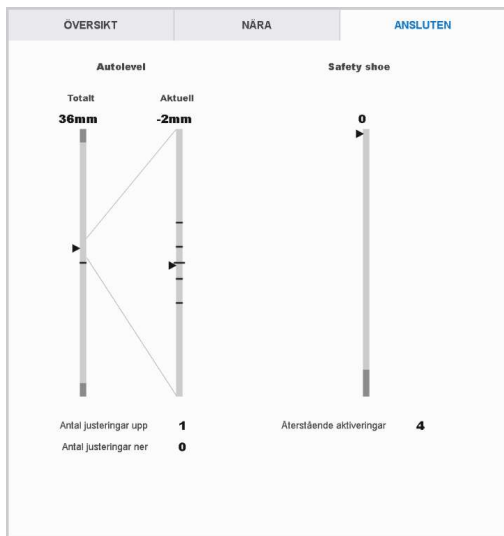 ÖVERSIKT NÄRA ANSLUTEN
Autolevel Safety shoe
Totalt Aktuell
36mm -2mm 0
Antal justeringar upp 1 Återstående aktiveringar 4
Antal justeringar ner 0